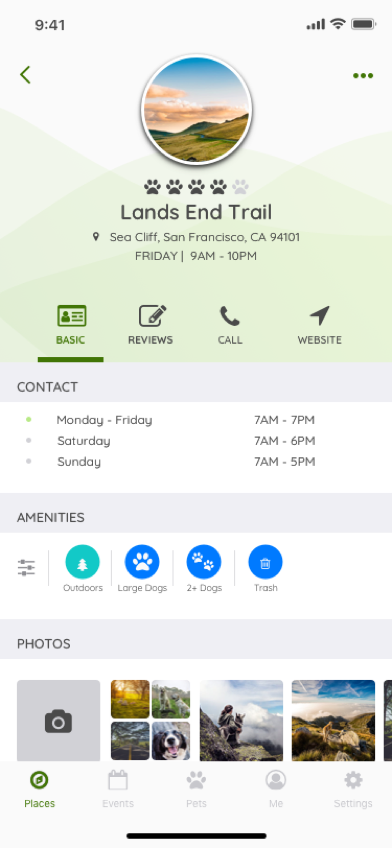 9:41
Lands End Trail
Sea Cliff, San Francisco, CA 94101
FRIDAY | 9AM - 10PM
BASIC REVIEWS CALL WEBSITE
CONTACT
Monday - Friday 7AM - 7PM
Saturday 7AM - 6PM
Sunday 7AM - 5PM
AMENITIES
Outdoors Large Dogs 2+ Dogs Trash
PHOTOS
Places Events Pets Me Settings